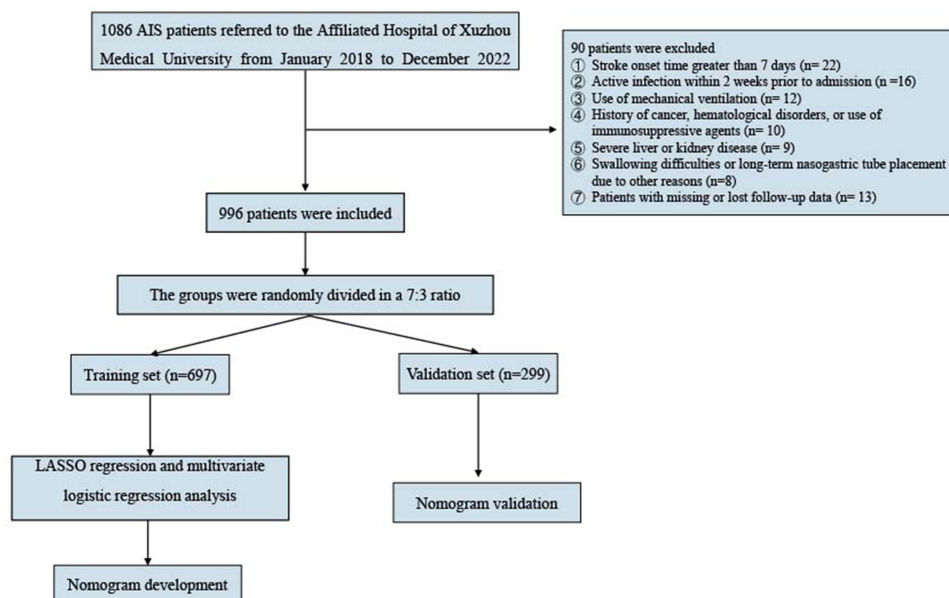 1086 AIS patients referred to the Affiliated Hospital of Xuzhou
Medical University from January 2018 to December 2022
90 patients were excluded
① Stroke onset time greater than 7 days (n= 22)
② Active infection within 2 weeks prior to admission (n =16)
③ Use of mechanical ventilation (n= 12)
④ History of cancer, hematological disorders, or use of
immunosuppressive agents (n= 10)
⑤ Severe liver or kidney disease (n= 9)
⑥ Swallowing difficulties or long-term nasogastric tube placement
due to other reasons (n=8)
⑦ Patients with missing or lost follow-up data (n= 13)
996 patients were included
The groups were randomly divided in a 7:3 ratio
Training set (n=697)
Validation set (n=299)
LASSO regression and multivariate
logistic regression analysis
Nomogram validation
Nomogram development